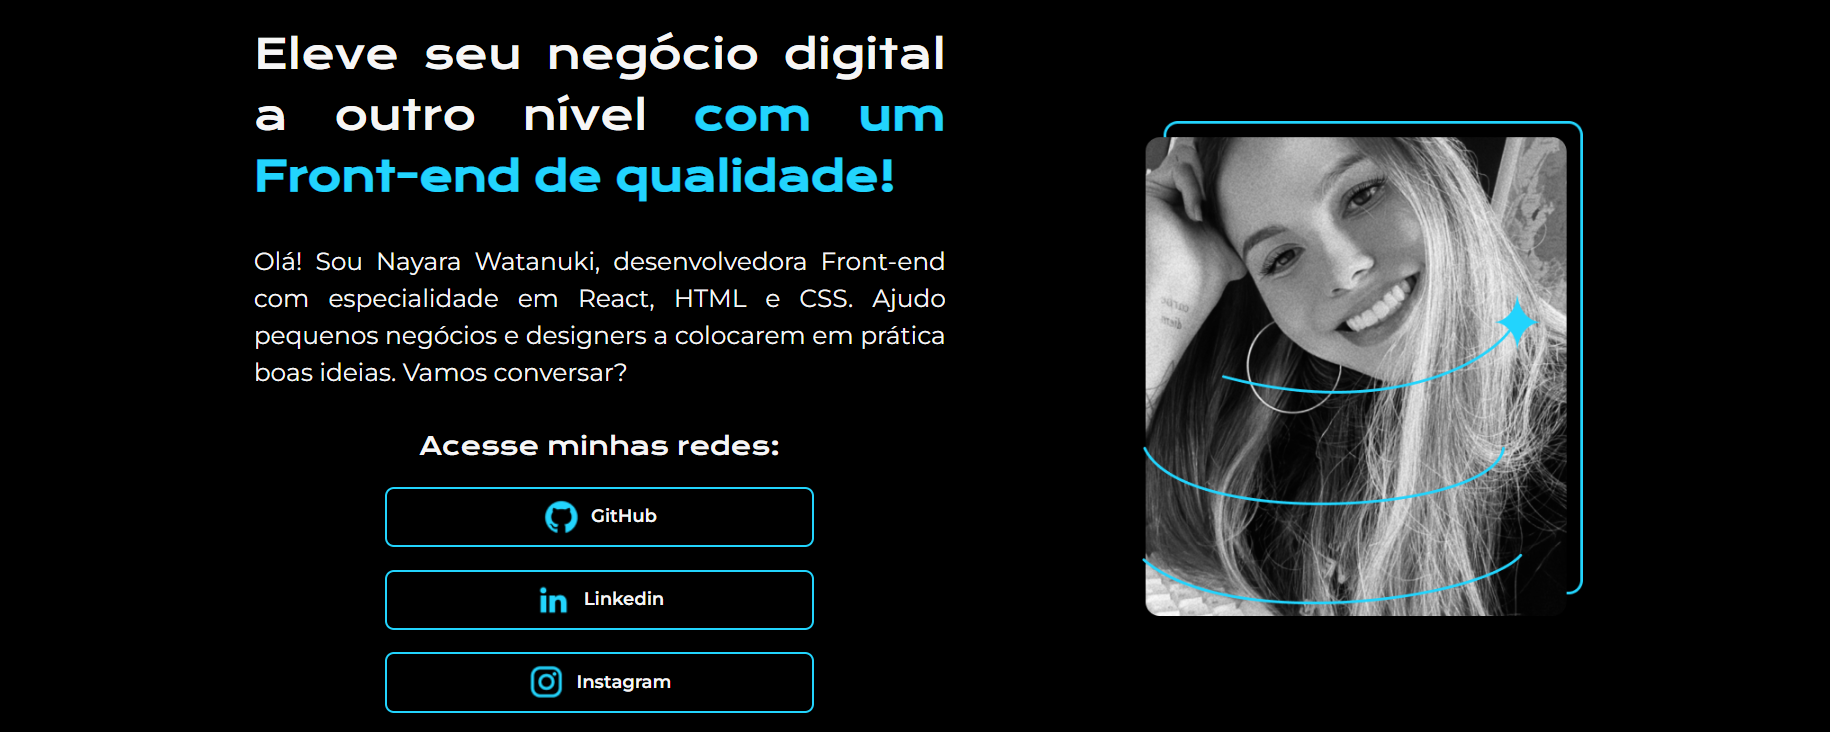 Eleve seu negócio digital
a outro nível com um
Front-end de qualidade!
Olá! Sou Nayara Watanuki, desenvolvedora Front-end
com especialidade em React, HTML e CSS. Ajudo
pequenos negócios e designers a colocarem em prática
boas ideias. Vamos conversar?
Acesse minhas redes:
GitHub
Linkedin
Instagram